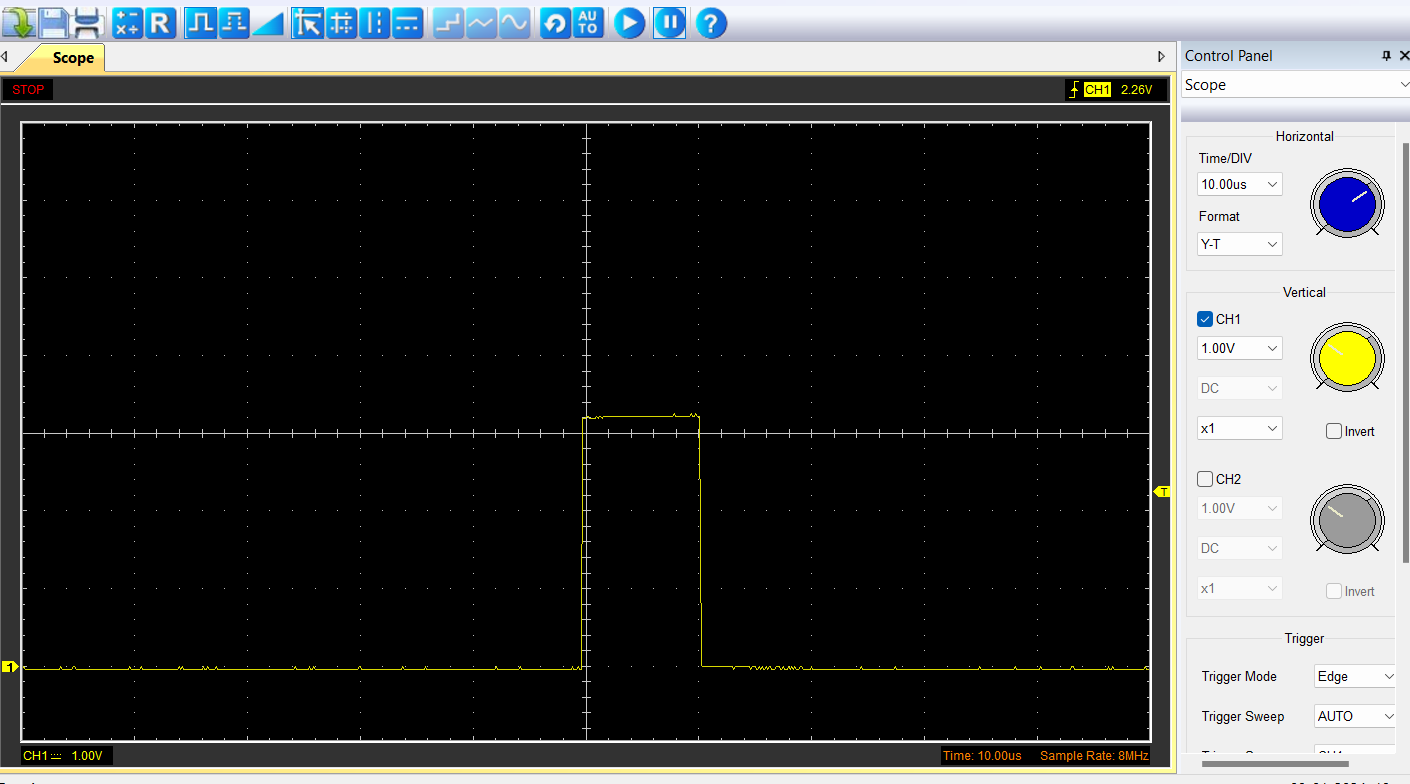 R
AU
TO
?
Scope
Control Panel
STOP
CH1 2.26V
Scope
Horizontal
Time/DIV
10.00us
Format
Y-T
Vertical
CH1
1.00V
DC
x1
Invert
CH2
1.00V
DC
x1
Invert
T
1
Trigger
Trigger Mode Edge
Trigger Sweep AUTO
CH1 1.00V
Time: 10.00us Sample Rate: 8MHz